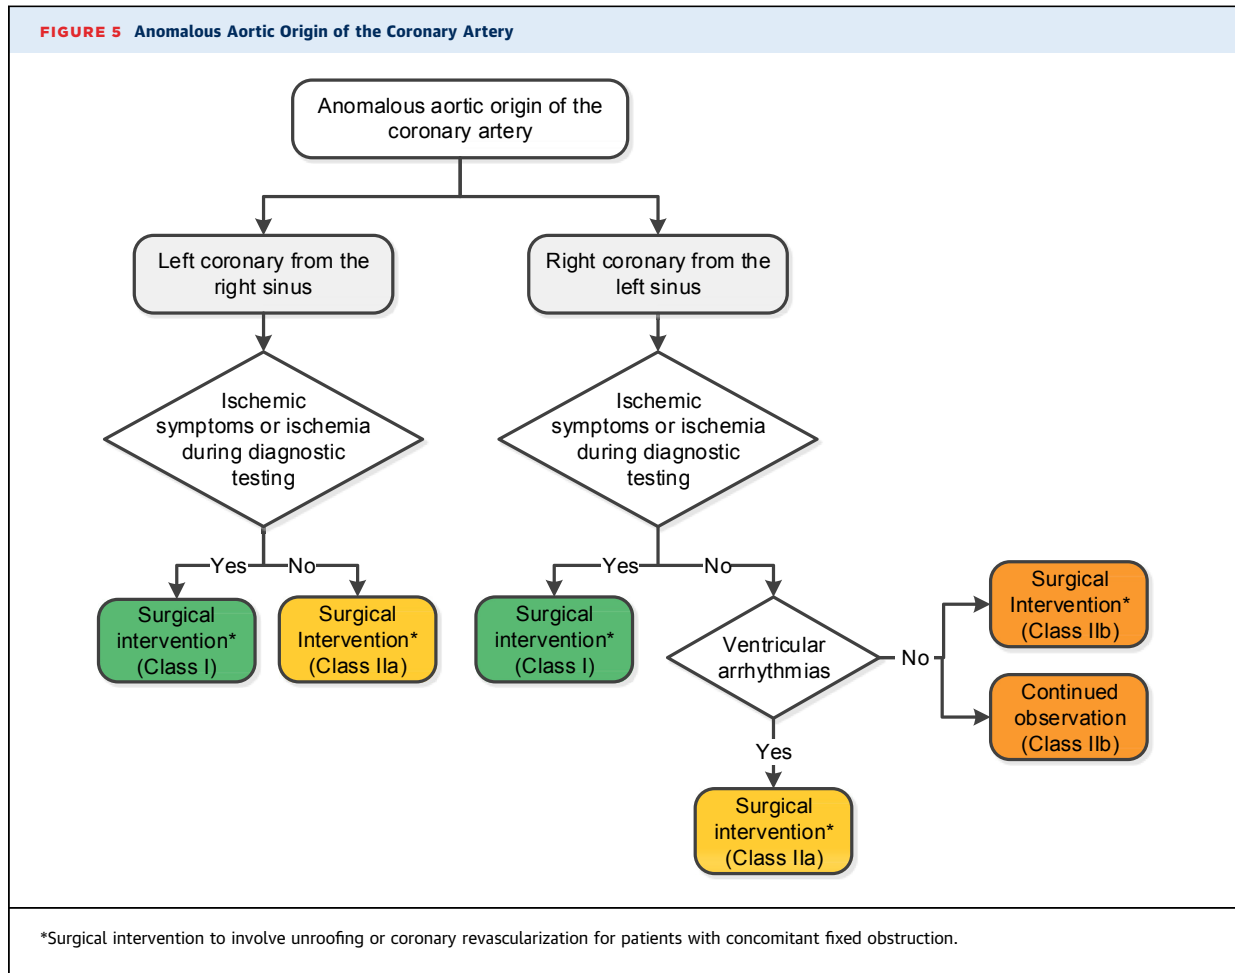 FIGURE 5 Anomalous Aortic Origin of the Coronary Artery
Anomalous aortic origin of the
coronary artery
Left coronary from the
right sinus
Right coronary from the
left sinus
Ischemic
symptoms or ischemia
during diagnostic
testing
Ischemic
symptoms or ischemia
during diagnostic
testing
Yes
No
Yes
No
Surgical
intervention*
(Class I)
Surgical
Intervention*
(Class IIa)
Surgical
intervention*
(Class I)
Ventricular
arrhythmias
No
Surgical
Intervention*
(Class IIb)
Continued
observation
(Class IIb)
Yes
Surgical
intervention*
(Class IIa)
*Surgical intervention to involve unroofing or coronary revascularization for patients with concomitant fixed obstruction.